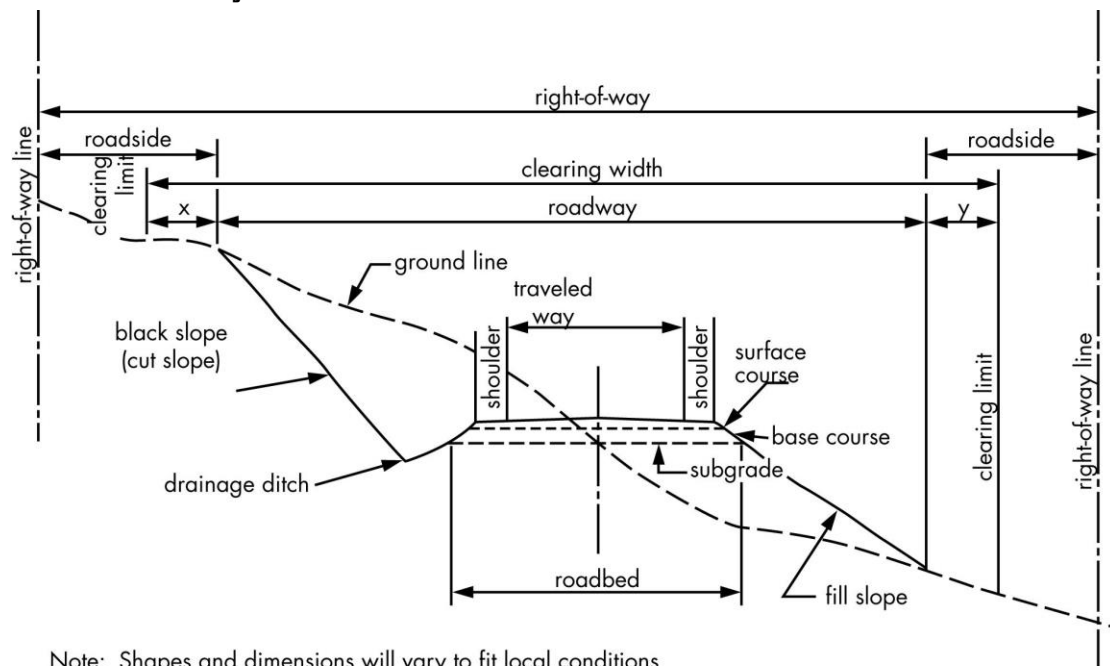 right-of-way
roadside
roadside
right-of-way line
clearing
limit
clearing width
x
roadway
y
ground line
traveled
way
black slope
(cut slope)
shoulder
shoulder
surface
course
clearing limit
right-of-way line
base course
subgrade
drainage ditch
roadbed
fill slope
Note: Shapes and dimensions will vary to fit local conditions